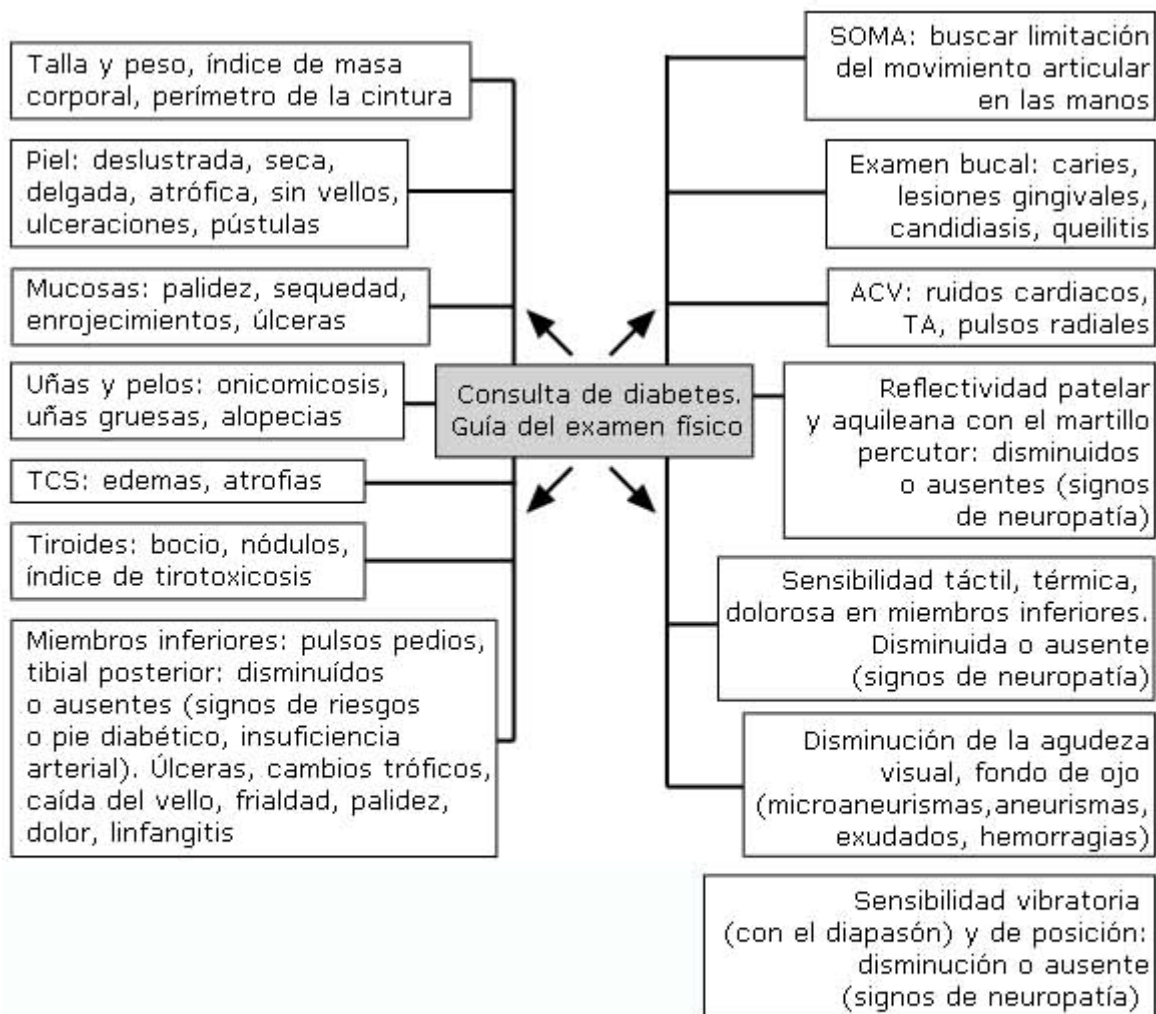 Talla y peso, índice de masa
corporal, perímetro de la cintura
Piel: deslustrada, seca,
delgada, atrófica, sin vellos,
ulceraciones, pústulas
Mucosas: palidez, sequedad,
enrojecimientos, úlceras
Uñas y pelos: onicomicosis,
uñas gruesas, alopecias
TCS: edemas, atrofias
Tiroides: bocio, nódulos,
índice de tirotoxicosis
Miembros inferiores: pulsos pedios,
tibial posterior: disminuídos
o ausentes (signos de riesgos
o pie diabético, insuficiencia
arterial). Úlceras, cambios tróficos,
caída del vello, frialdad, palidez,
dolor, linfangitis
Consulta de diabetes.
Guía del examen físico
SOMA: buscar limitación
del movimiento articular
en las manos
Examen bucal: caries,
lesiones gingivales,
candidiasis, queilitis
ACV: ruidos cardiacos,
TA, pulsos radiales
Reflectividad patelar
y aquileana con el martillo
percutor: disminuidos
o ausentes (signos
de neuropatía)
Sensibilidad táctil, térmica,
dolorosa en miembros inferiores.
Disminuida o ausente
(signos de neuropatía)
Disminución de la agudeza
visual, fondo de ojo
(microaneurismas,aneurismas,
exudados, hemorragias)
Sensibilidad vibratoria
(con el diapasón) y de posición:
disminución o ausente
(signos de neuropatía)